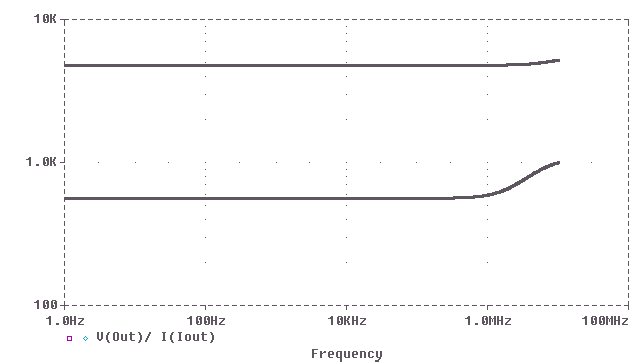 10K
1.0K
100
1.0Hz 100Hz 10KHz 1.0MHz 100MHz
V(Out)/ I(Iout)
Frequency